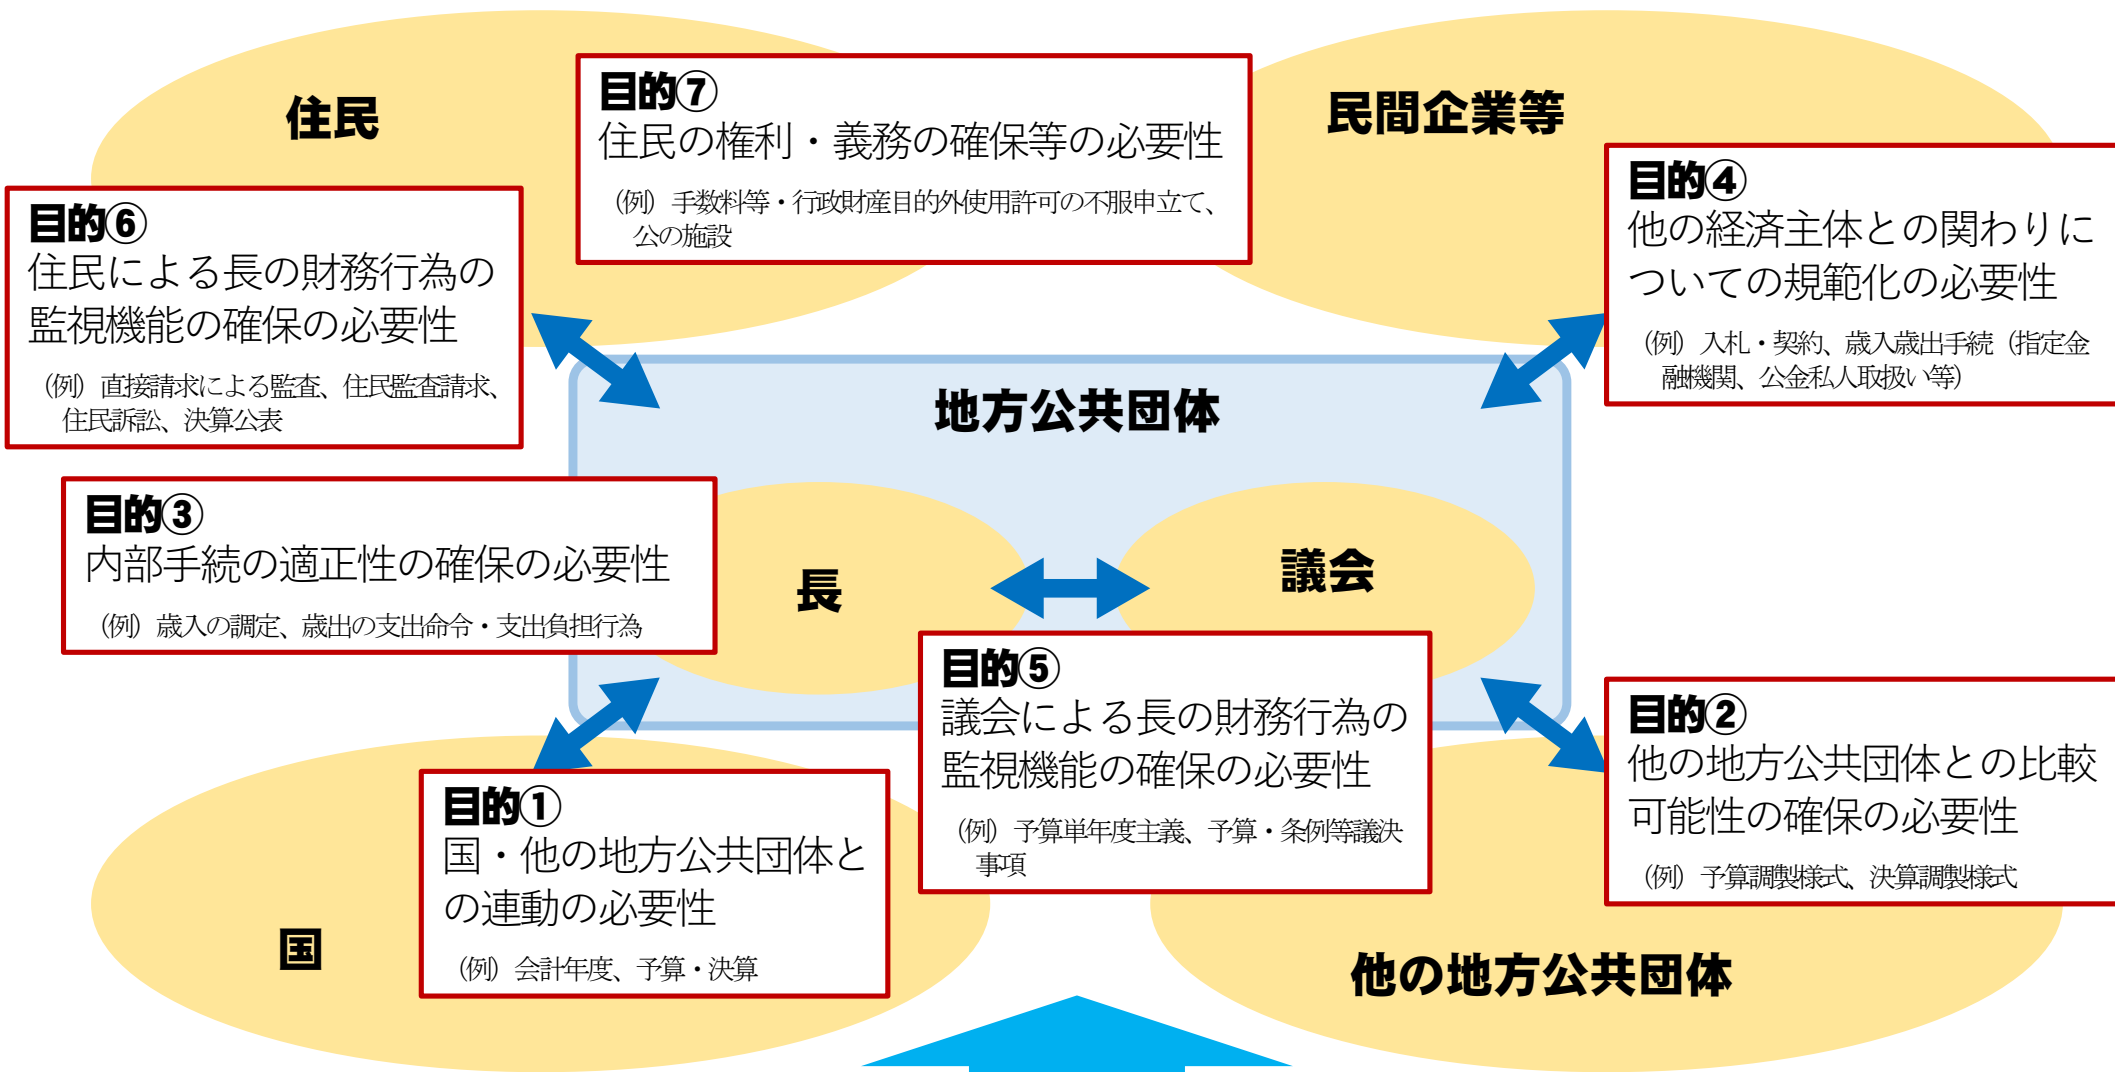 住民
目的⑦
住民の権利・義務の確保等の必要性
（例）手数料等・行政財産目的外使用許可の不服申立て、
公の施設
民間企業等
目的④
他の経済主体との関わりに
ついての規範化の必要性
（例）入札・契約、歳入歳出手続（指定金
融機関、公金私人取扱い等）
目的⑥
住民による長の財務行為の
監視機能の確保の必要性
（例）直接請求による監査、住民監査請求、
住民訴訟、決算公表
地方公共団体
目的③
内部手続の適正性の確保の必要性
（例）歳入の調定、歳出の支出命令・支出負担行為
長
議会
目的⑤
議会による長の財務行為の
監視機能の確保の必要性
（例）予算単年度主義、予算・条例等議決
事項
目的②
他の地方公共団体との比較
可能性の確保の必要性
（例）予算調製様式、決算調製様式
目的①
国・他の地方公共団体と
の連動の必要性
（例）会計年度、予算・決算
国
他の地方公共団体